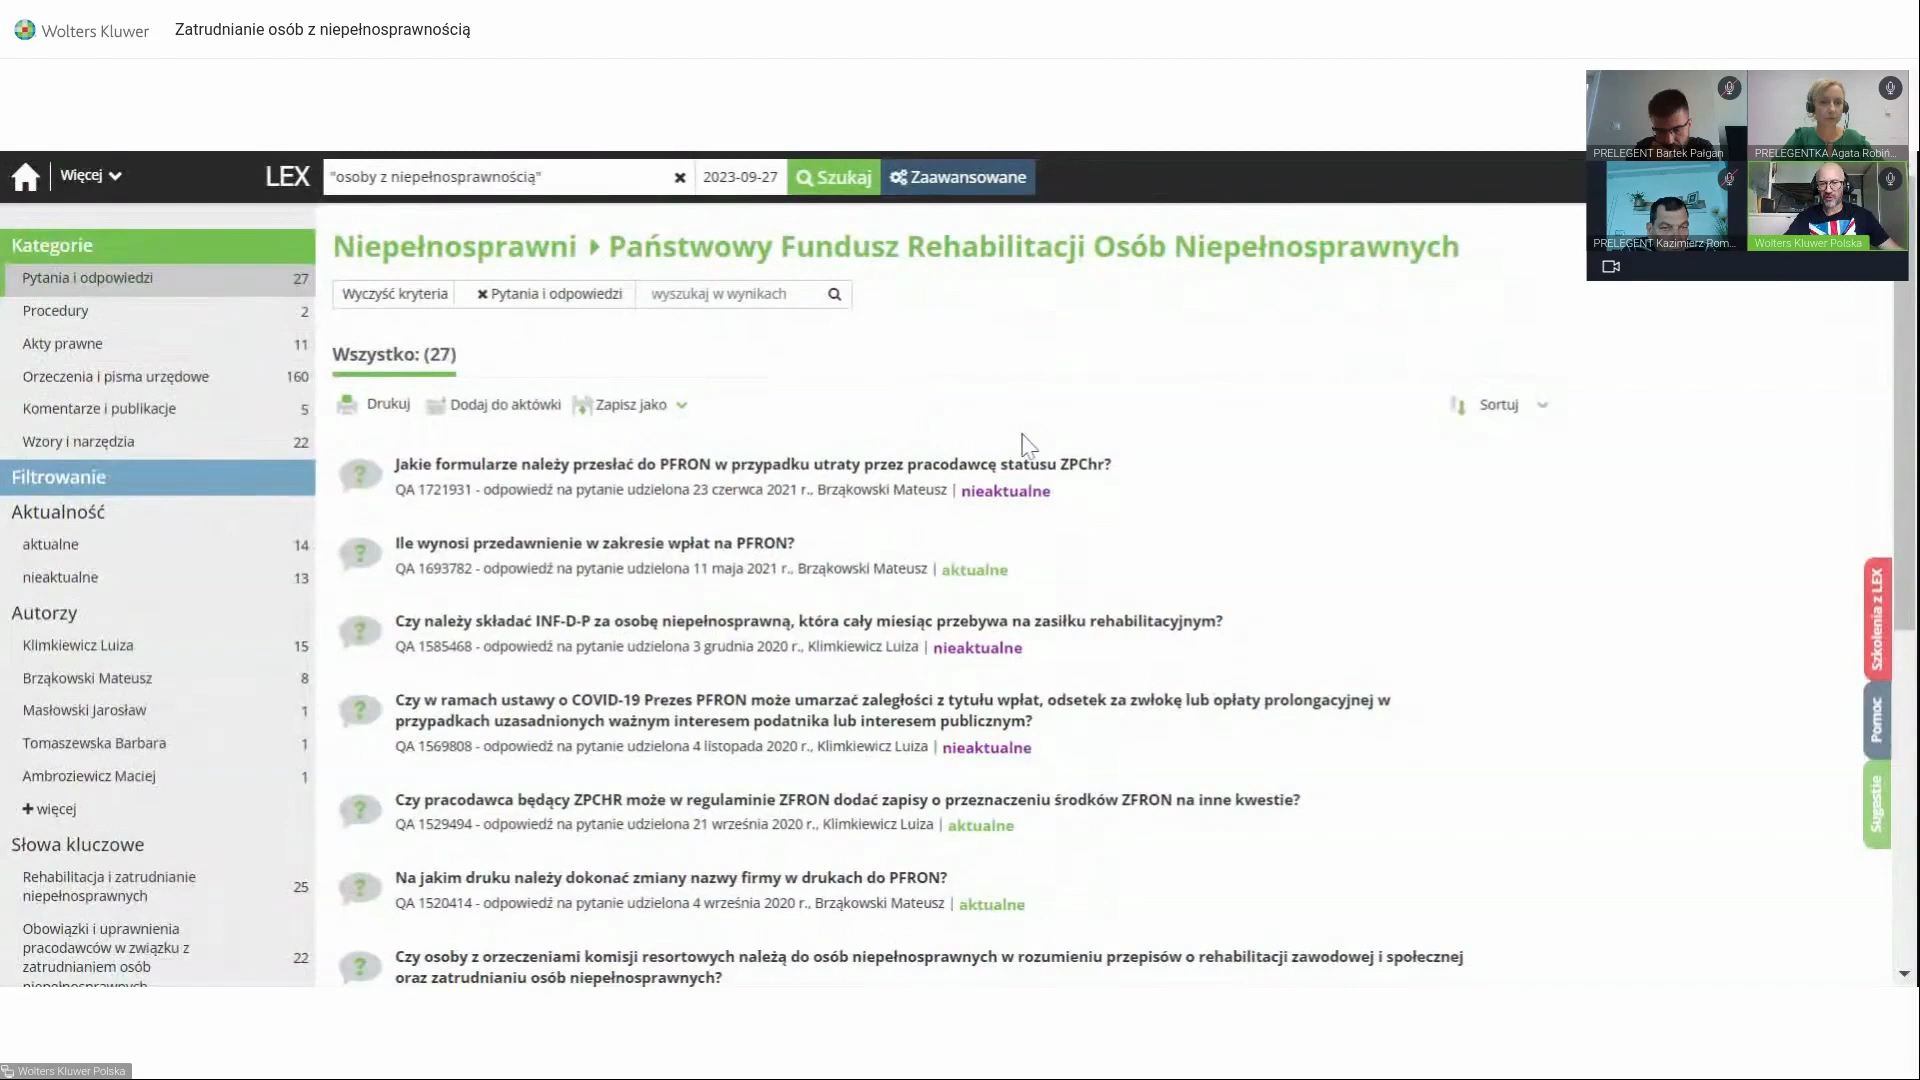 Wolters Kluwer
Zatrudnianie osób z niepełnosprawnością
PRELEGENT Bartek Pałgan
PRELEGENTKA Agata Robiń...
PRELEGENT Kazimierz Rom...
Wolters Kluwer Polska
Więcej
LEX
"osoby z niepełnosprawnością"
2023-09-27
Szukaj
Zaawansowane
Kategorie
Pytania i odpowiedzi 27
Procedury 2
Akty prawne 11
Orzeczenia i pisma urzędowe 160
Komentarze i publikacje 5
Wzory i narzędzia 22
Filtrowanie
Aktualność
aktualne 14
nieaktualne 13
Autorzy
Klimkiewicz Luiza 15
Brząkowski Mateusz 8
Masłowski Jarosław 1
Tomaszewska Barbara 1
Ambroziewicz Maciej 1
więcej
Słowa kluczowe
Rehabilitacja i zatrudnianie
niepełnosprawnych 25
Obowiązki i uprawnienia
pracodawców w związku z
zatrudnianiem osób 22
niepełnosprawnych
Niepełnosprawni Państwowy Fundusz Rehabilitacji Osób Niepełnosprawnych
Wyczyść kryteria
Pytania i odpowiedzi
wyszukaj w wynikach
Wszystko: (27)
Drukuj
Dodaj do aktówki
Zapisz jako
Sortuj
Jakie formularze należy przesłać do PFRON w przypadku utraty przez pracodawcę statusu ZPChr?
QA 1721931 - odpowiedź na pytanie udzielona 23 czerwca 2021 r., Brząkowski Mateusz | nieaktualne
Ile wynosi przedawnienie w zakresie wpłat na PFRON?
QA 1693782 - odpowiedź na pytanie udzielona 11 maja 2021 r., Brząkowski Mateusz | aktualne
Czy należy składać INF-D-P za osobę niepełnosprawną, która cały miesiąc przebywa na zasiłku rehabilitacyjnym?
QA 1585468 - odpowiedź na pytanie udzielona 3 grudnia 2020 r., Klimkiewicz Luiza | nieaktualne
Czy w ramach ustawy o COVID-19 Prezes PFRON może umarzać zaległości z tytułu wpłat, odsetek za zwłokę lub opłaty prolongacyjnej w
przypadkach uzasadnionych ważnym interesem podatnika lub interesem publicznym?
QA 1569808 - odpowiedź na pytanie udzielona 4 listopada 2020 r., Klimkiewicz Luiza | nieaktualne
Czy pracodawca będący ZPCHR może w regulaminie ZFRON dodać zapisy o przeznaczeniu środków ZFRON na inne kwestie?
QA 1529494 - odpowiedź na pytanie udzielona 21 września 2020 r., Klimkiewicz Luiza | aktualne
Na jakim druku należy dokonać zmiany nazwy firmy w drukach do PFRON?
QA 1520414 - odpowiedź na pytanie udzielona 4 września 2020 r., Brząkowski Mateusz | aktualne
Czy osoby z orzeczeniami komisji resortowych należą do osób niepełnosprawnych w rozumieniu przepisów o rehabilitacji zawodowej i społecznej
oraz zatrudnianiu osób niepełnosprawnych?
Szkolenia z LEX
Pomoc
Sugestie
Wolters Kluwer Polska